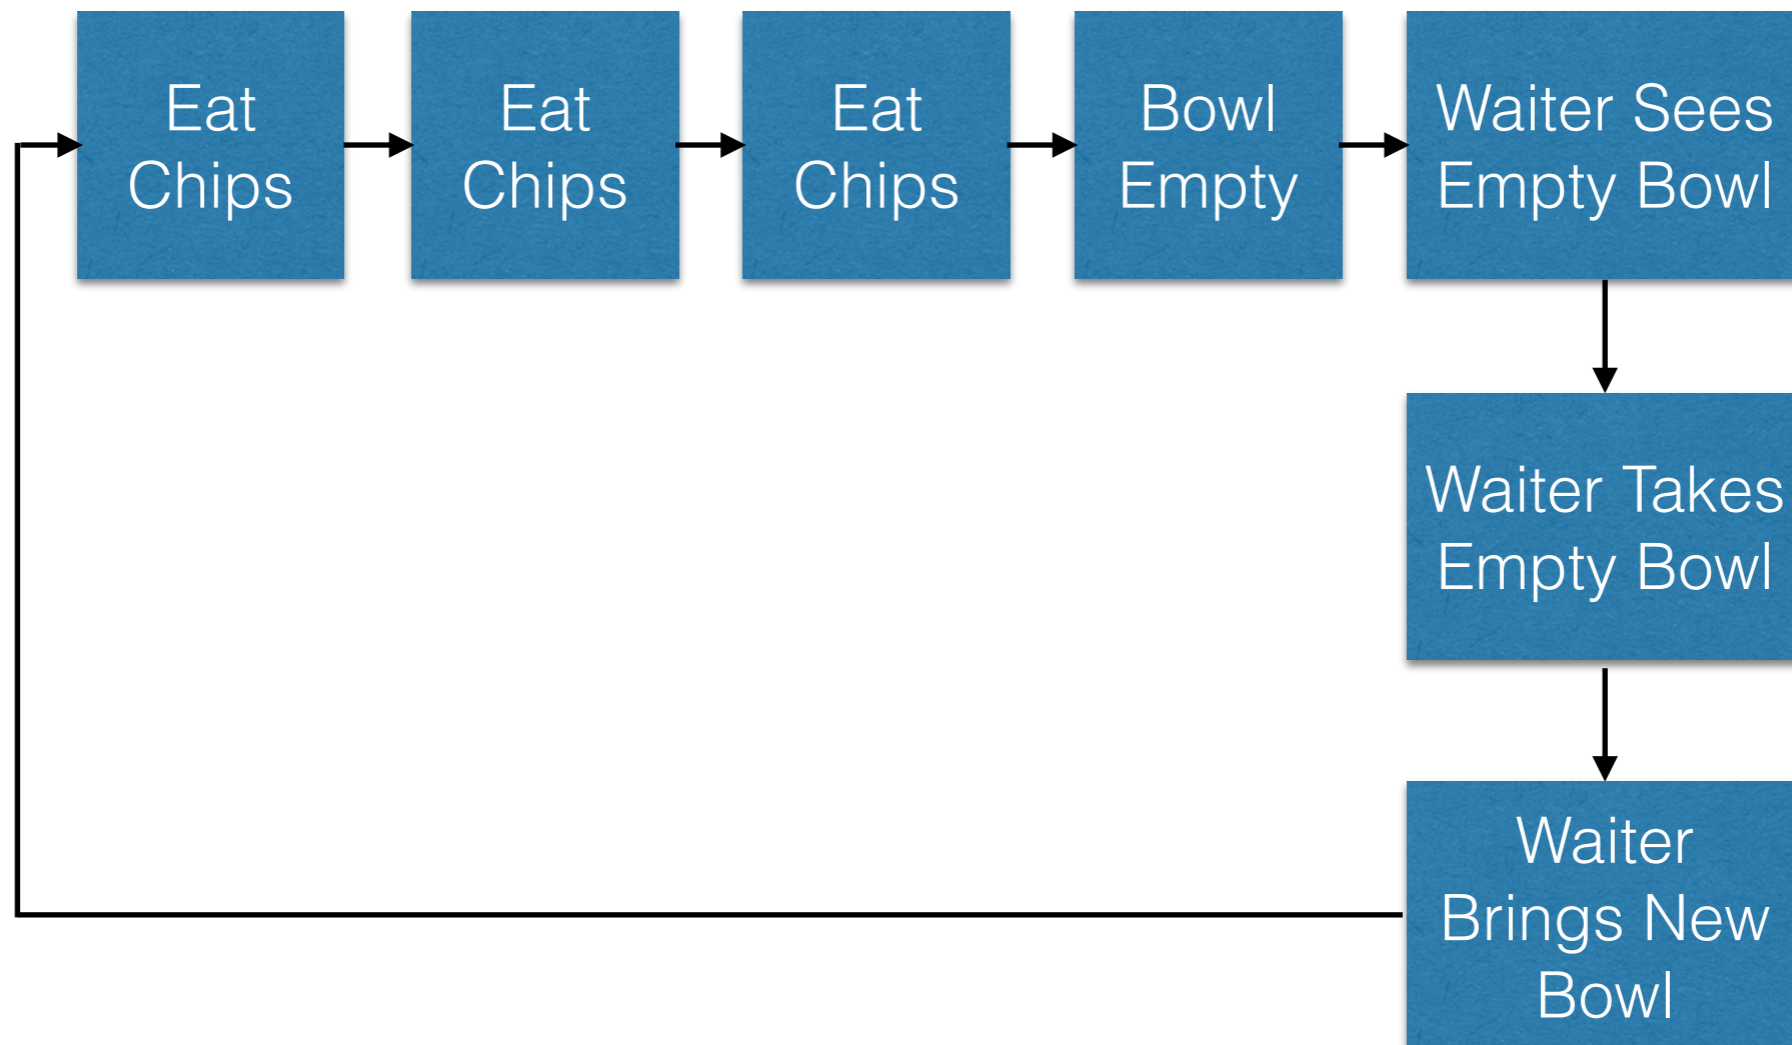 Eat
Chips
Eat
Chips
Eat
Chips
Bowl
Empty
Waiter Sees
Empty Bowl
Waiter Takes
Empty Bowl
Waiter
Brings New
Bowl